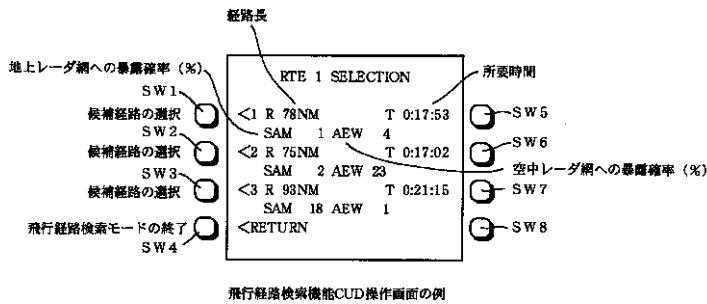 経路長
地上レーダ網への暴露確率（%）
所要時間
RTE 1 SELECTION
SW1
候補経路の選択
<1 R 78NM T 0:17:53
SW5
SAM 1 AEW 4
SW2
候補経路の選択
<2 R 75NM T 0:17:02
SW6
SAM 2 AEW 23
空中レーダ網への暴露確率（%）
SW3
候補経路の選択
<3 R 93NM T 0:21:15
SW7
SAM 18 AEW 1
飛行経路検索モードの終了
<RETURN
SW8
SW4
飛行経路検索機能CUD操作画面の例